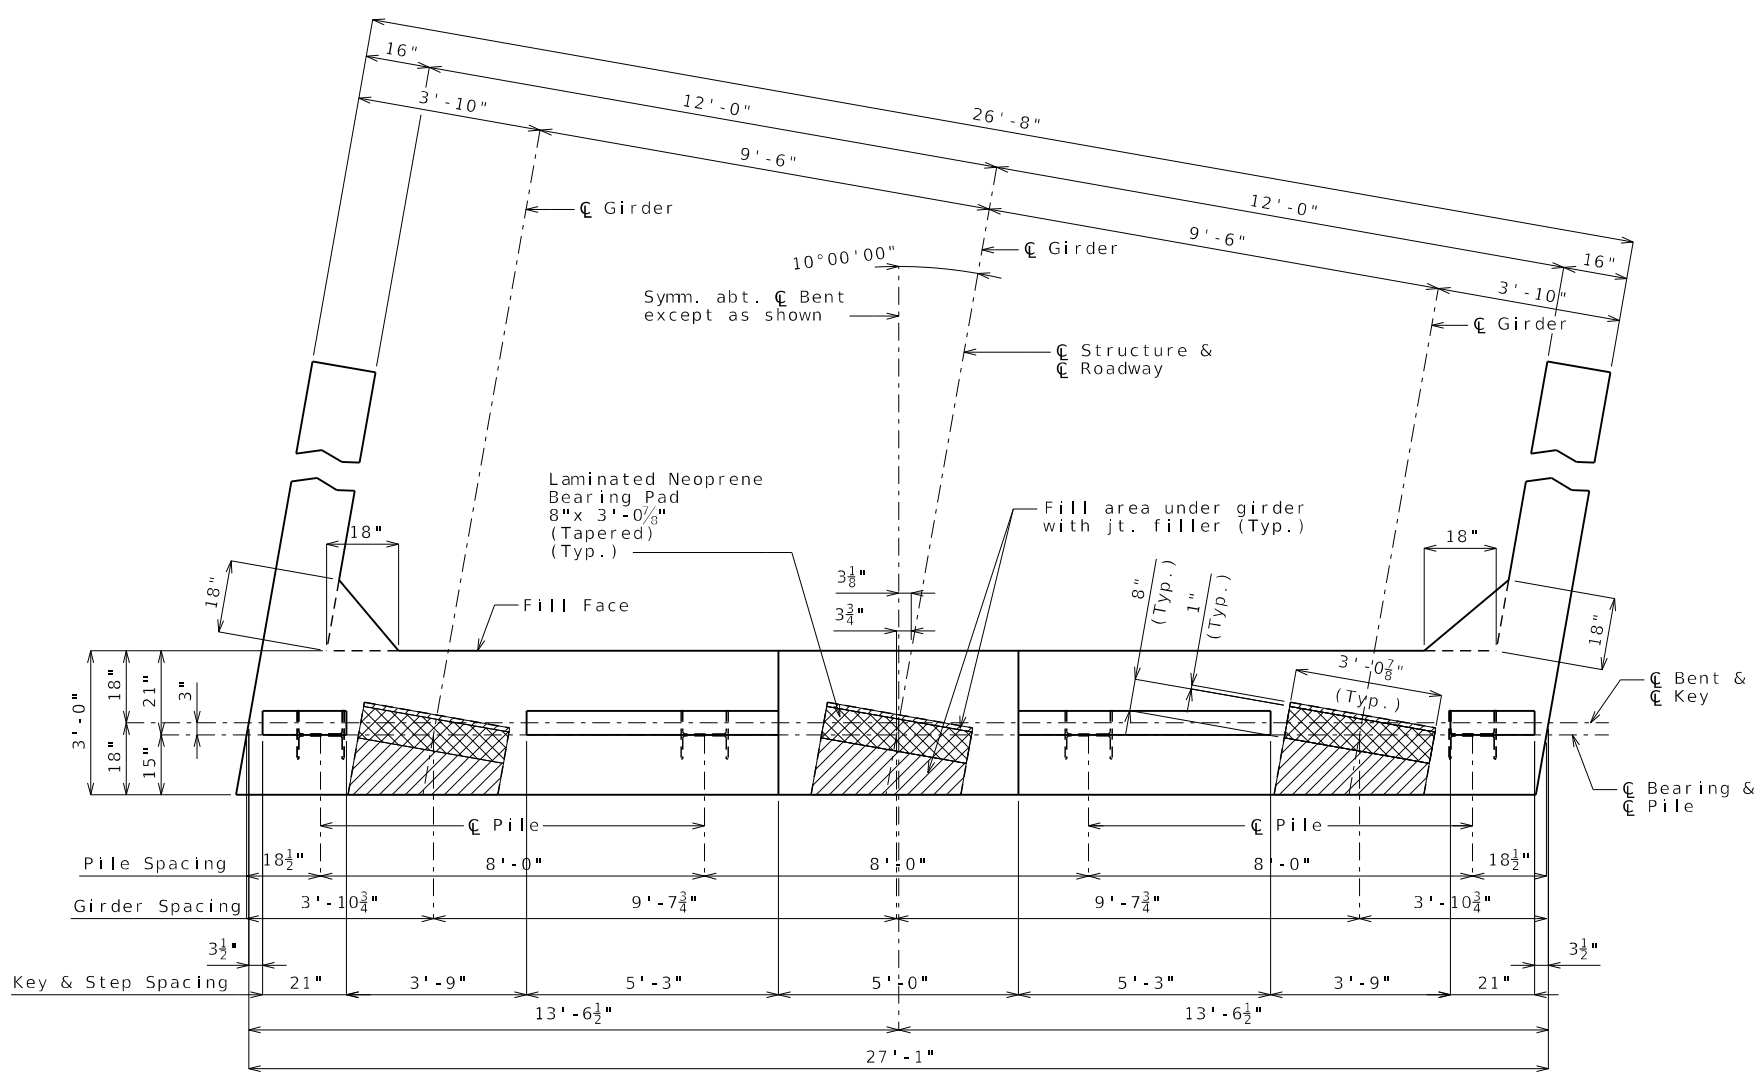 16"
3'-10"
12'-0"
26'-8"
9'-6"
℄ Girder
12'-0"
9'-6"
16"
3'-10"
10°00'00"
℄ Girder
Symm. abt. ℄ Bent
except as shown
℄ Girder
℄ Structure &
℄ Roadway
Laminated Neoprene
Bearing Pad
8"x 3'-0⅞"
(Tapered)
(Typ.)
Fill area under girder
with jt. filler (Typ.)
18"
18"
18"
18"
3⅛"
3¾"
8"
(Typ.)
1"
(Typ.)
Fill Face
3'-0⅞"
(Typ.)
3'-0"
18"
18"
21"
15"
3"
℄ Bent &
℄ Key
℄ Bearing &
℄ Pile
℄ Pile
℄ Pile
Pile Spacing
18½"
8'-0"
8'-0"
8'-0"
18½"
Girder Spacing
3'-10¾"
9'-7¾"
9'-7¾"
3'-10¾"
3½"
3½"
Key & Step Spacing
21"
3'-9"
5'-3"
5'-0"
5'-3"
3'-9"
21"
13'-6½"
13'-6½"
27'-1"